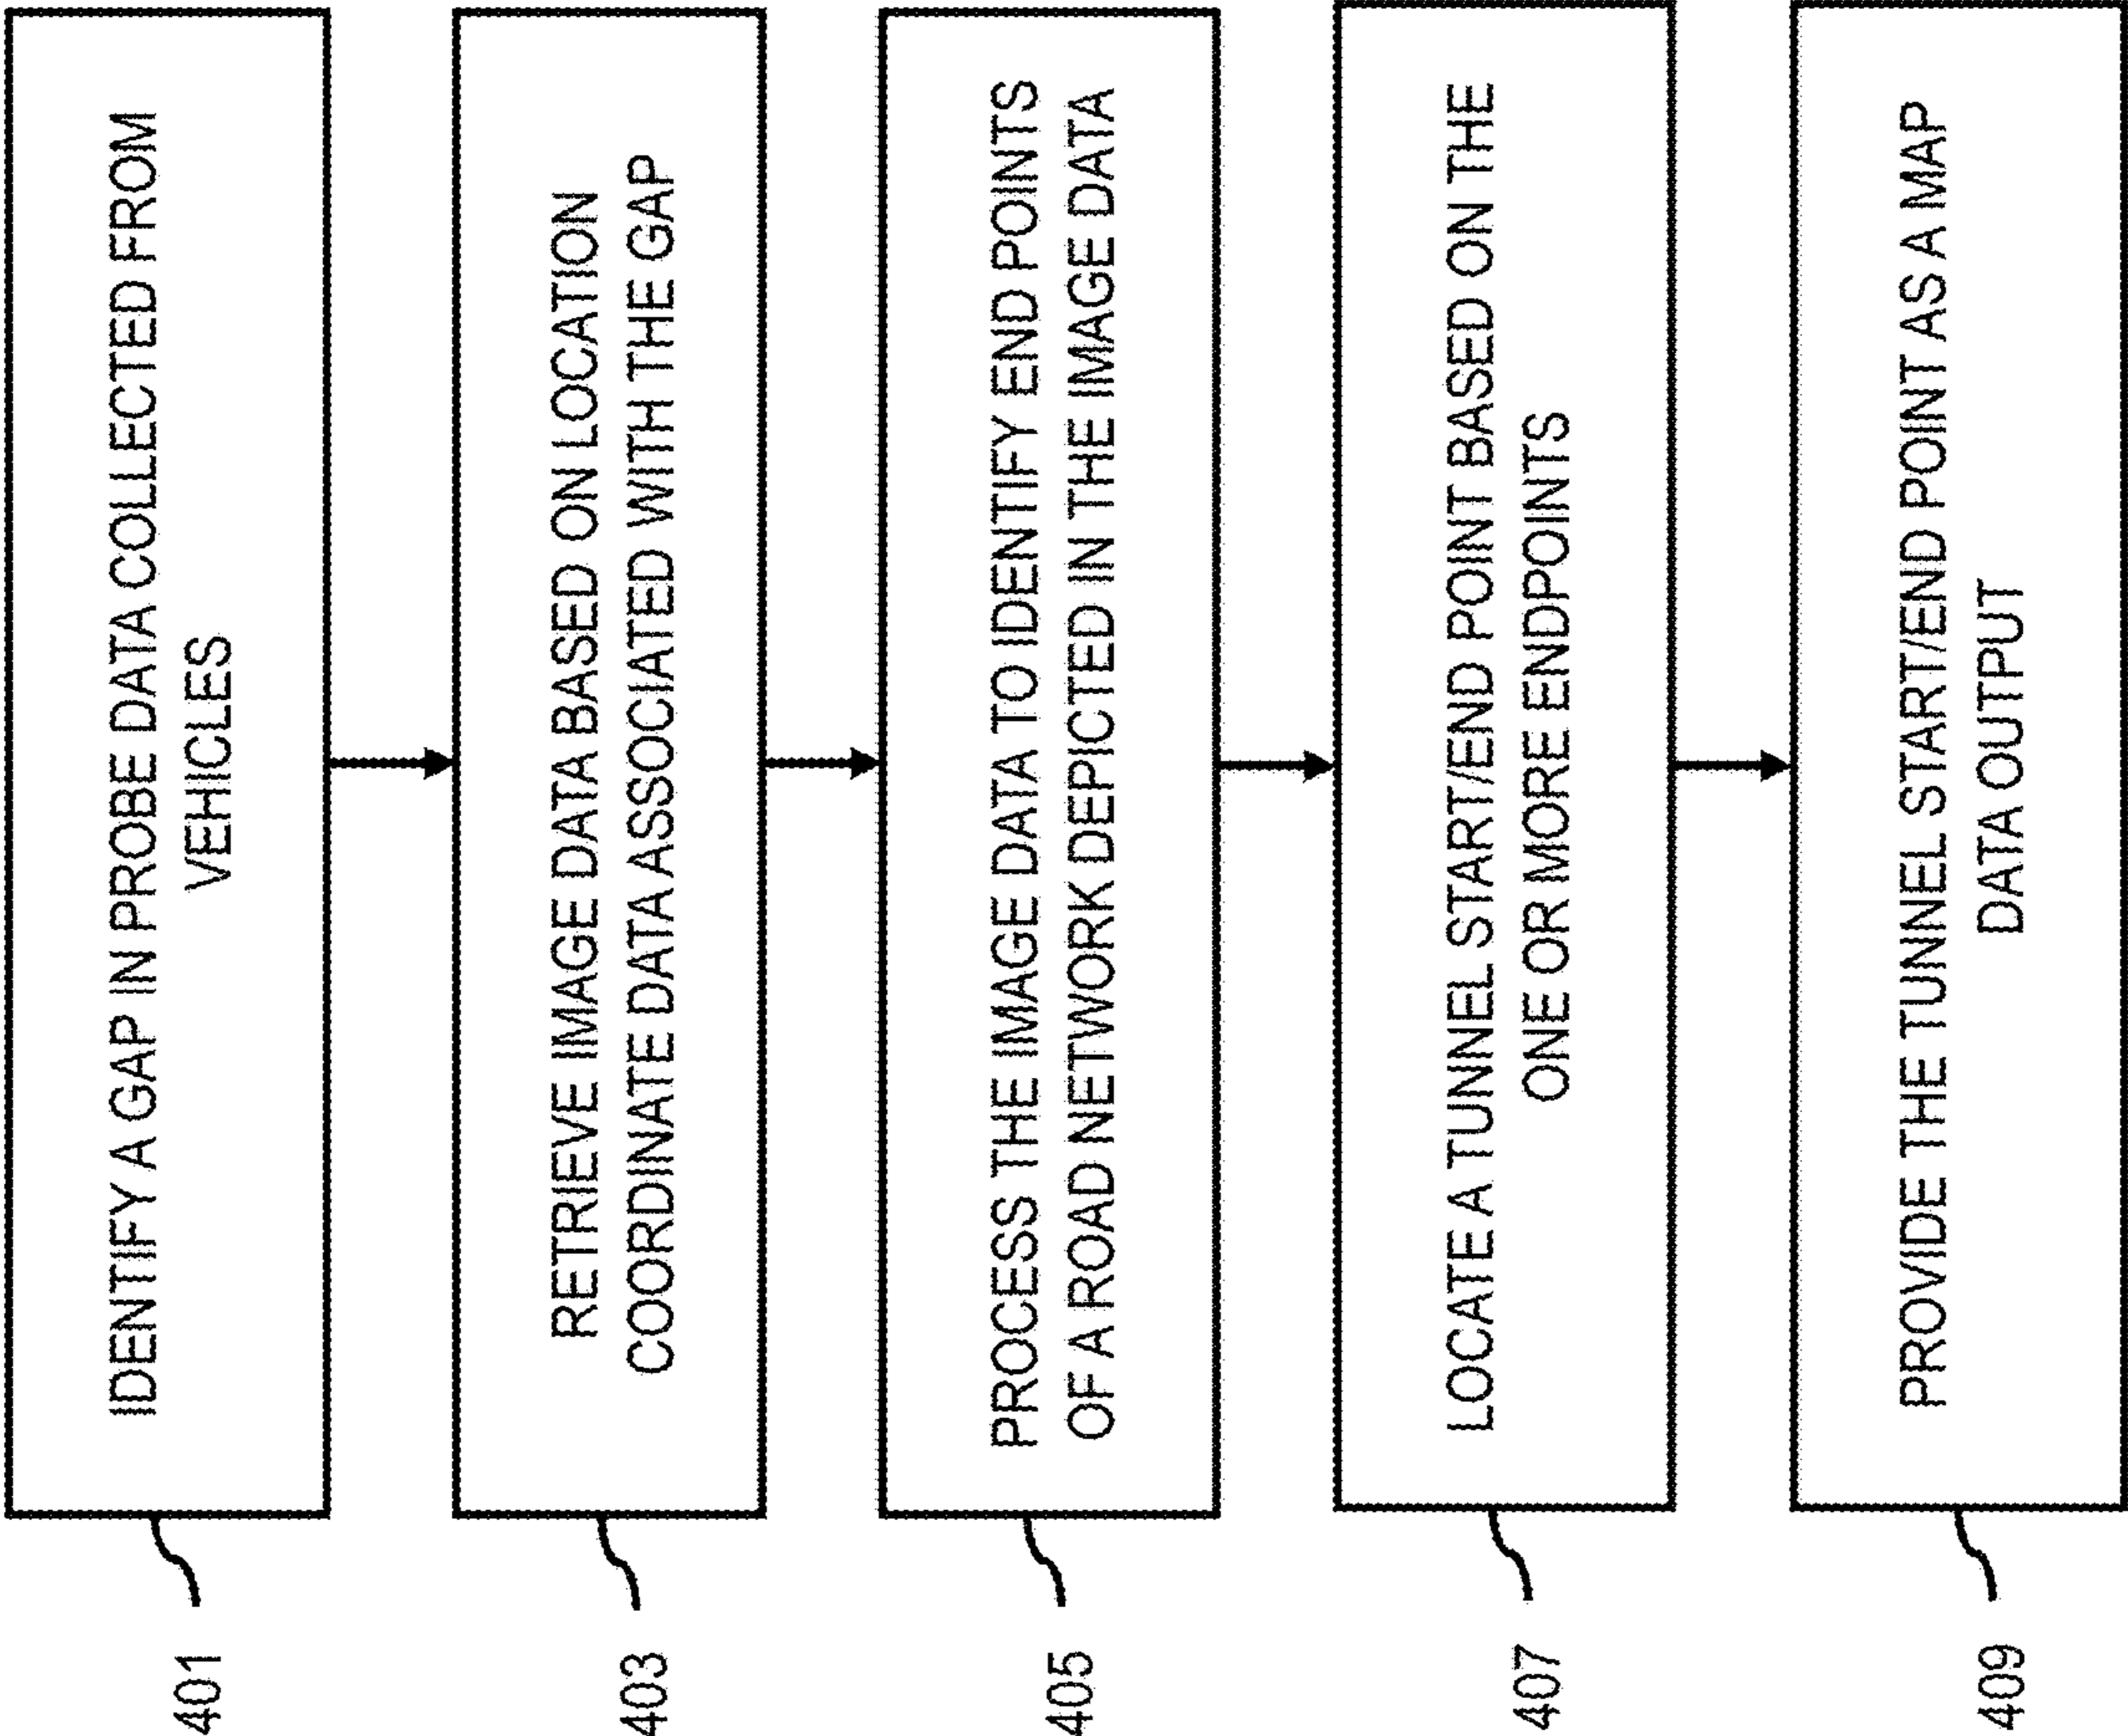 401
IDENTIFY A GAP IN PROBE DATA COLLECTED FROM
VEHICLES
403
RETRIEVE IMAGE DATA BASED ON LOCATION
COORDINATE DATA ASSOCIATED WITH THE GAP
405
PROCESS THE IMAGE DATA TO IDENTIFY END POINTS
OF A ROAD NETWORK DEPICTED IN THE IMAGE DATA
407
LOCATE A TUNNEL START/END POINT BASED ON THE
ONE OR MORE ENDPOINTS
409
PROVIDE THE TUNNEL START/END POINT AS A MAP
DATA OUTPUT